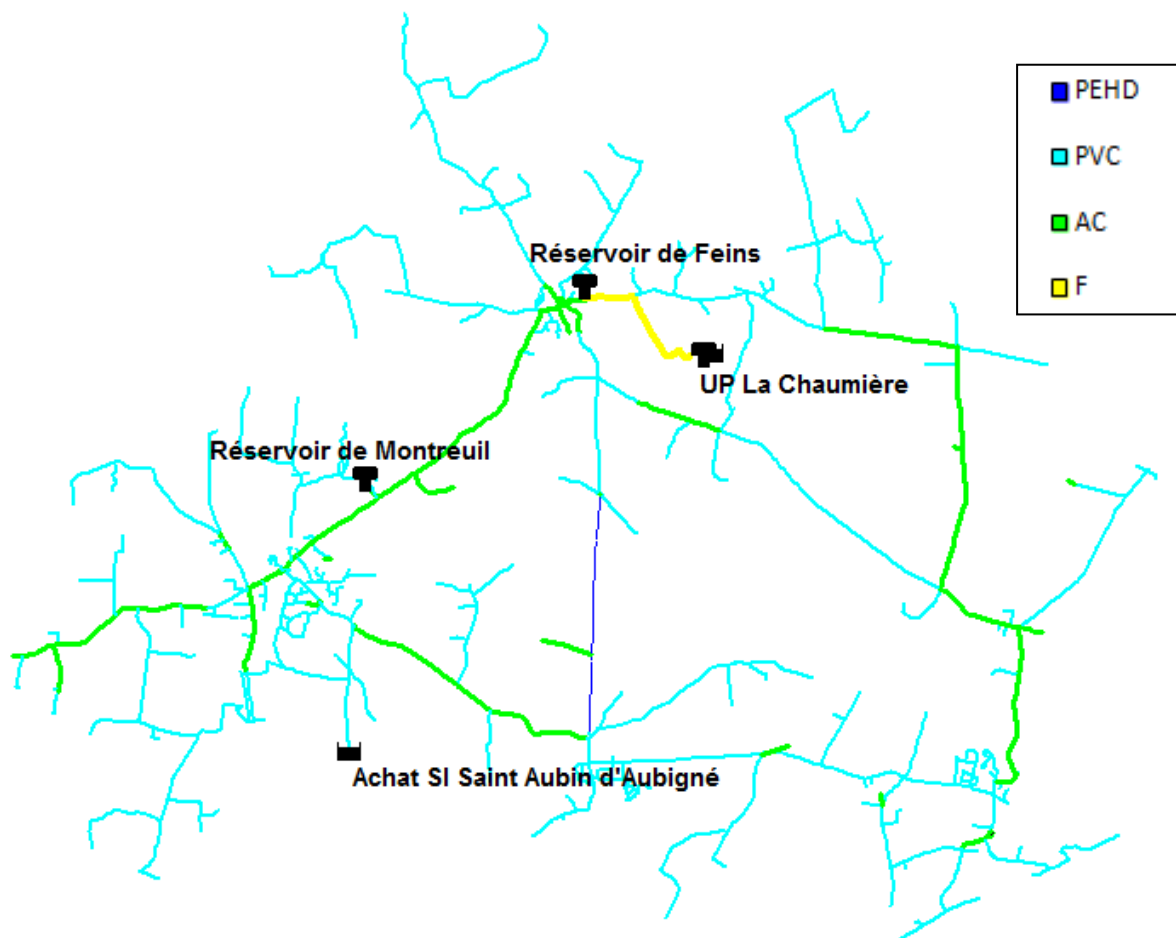 PEHD
PVC
AC
F
Réservoir de Feins
UP La Chaumière
Réservoir de Montreuil
Achat SI Saint Aubin d'Aubigné